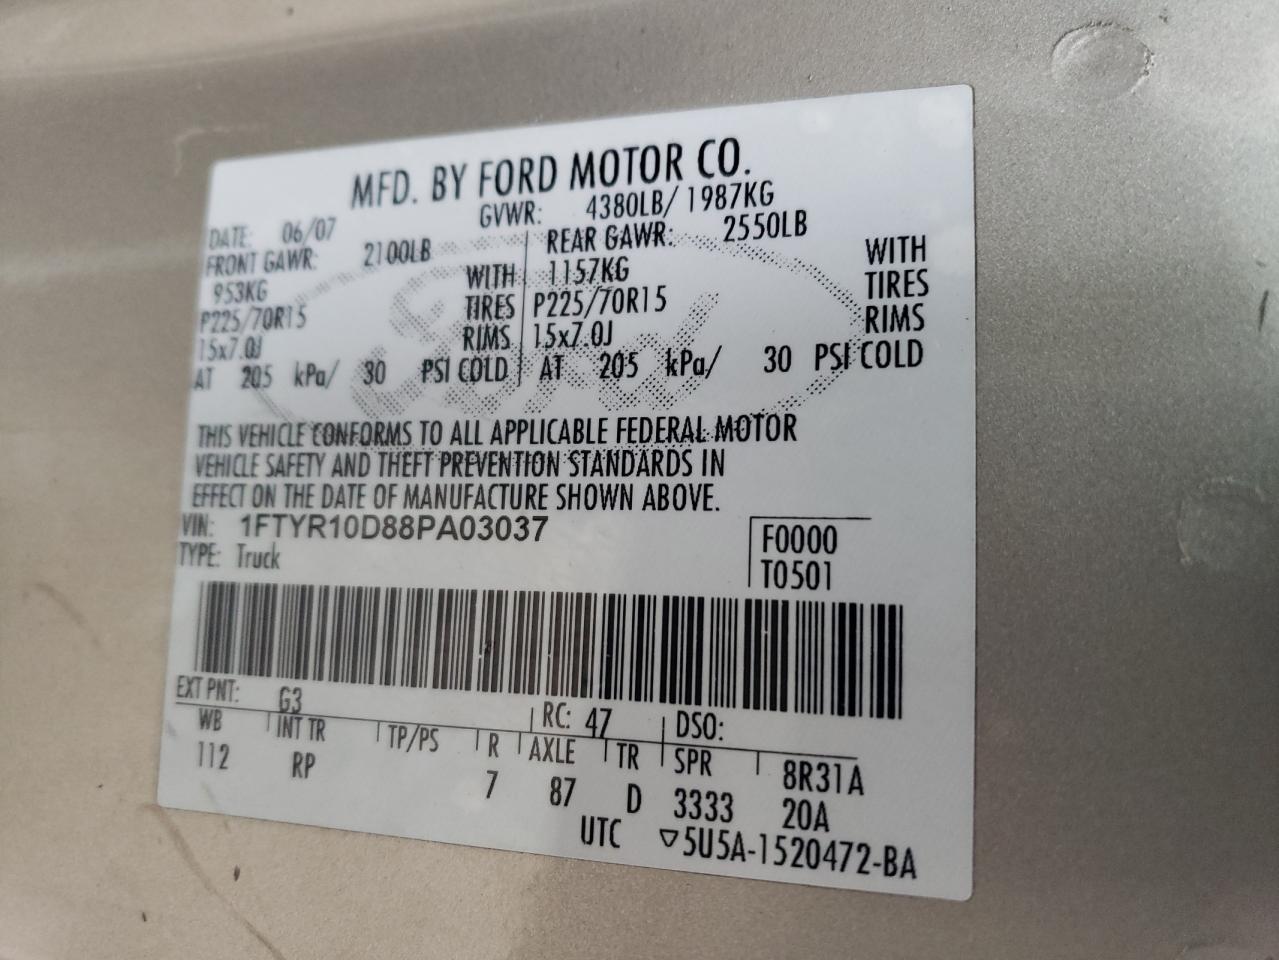 MFD. BY FORD MOTOR CO.
DATE: 06/07 GVWR: 4380LB/ 1987KG
FRONT GAWR: 2100LB REAR GAWR: 2550LB
953KG WITH 1157KG WITH
P225/70R15 TIRES P225/70R15 TIRES
15x7.0J RIMS 15x7.0J RIMS
AT 205 kPa/ 30 PSI COLD AT 205 kPa/ 30 PSI COLD
THIS VEHICLE CONFORMS TO ALL APPLICABLE FEDERAL MOTOR
VEHICLE SAFETY AND THEFT PREVENTION STANDARDS IN
EFFECT ON THE DATE OF MANUFACTURE SHOWN ABOVE.
VIN: 1FTYR10D88PA03037 F0000
TYPE: Truck T0501
EXT PNT: G3 RC: 47 DSO:
WB INT TR TP/PS R AXLE TR SPR 8R31A
112 RP 7 87 D 3333 20A
UTC ▽5U5A-1520472-BA
Ford